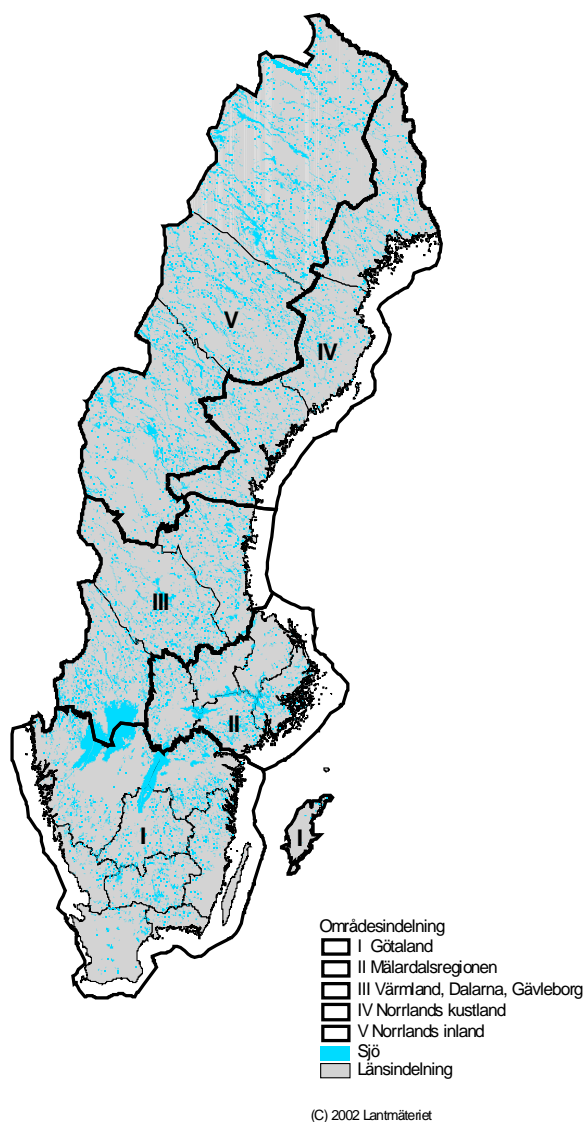 V
IV
III
II
I
I
Områdesindelning
I Götaland
II Mälardalsregionen
III Värmland, Dalarna, Gävleborg
IV Norrlands kustland
V Norrlands inland
Sjö
Länsindelning
(C) 2002 Lantmäteriet